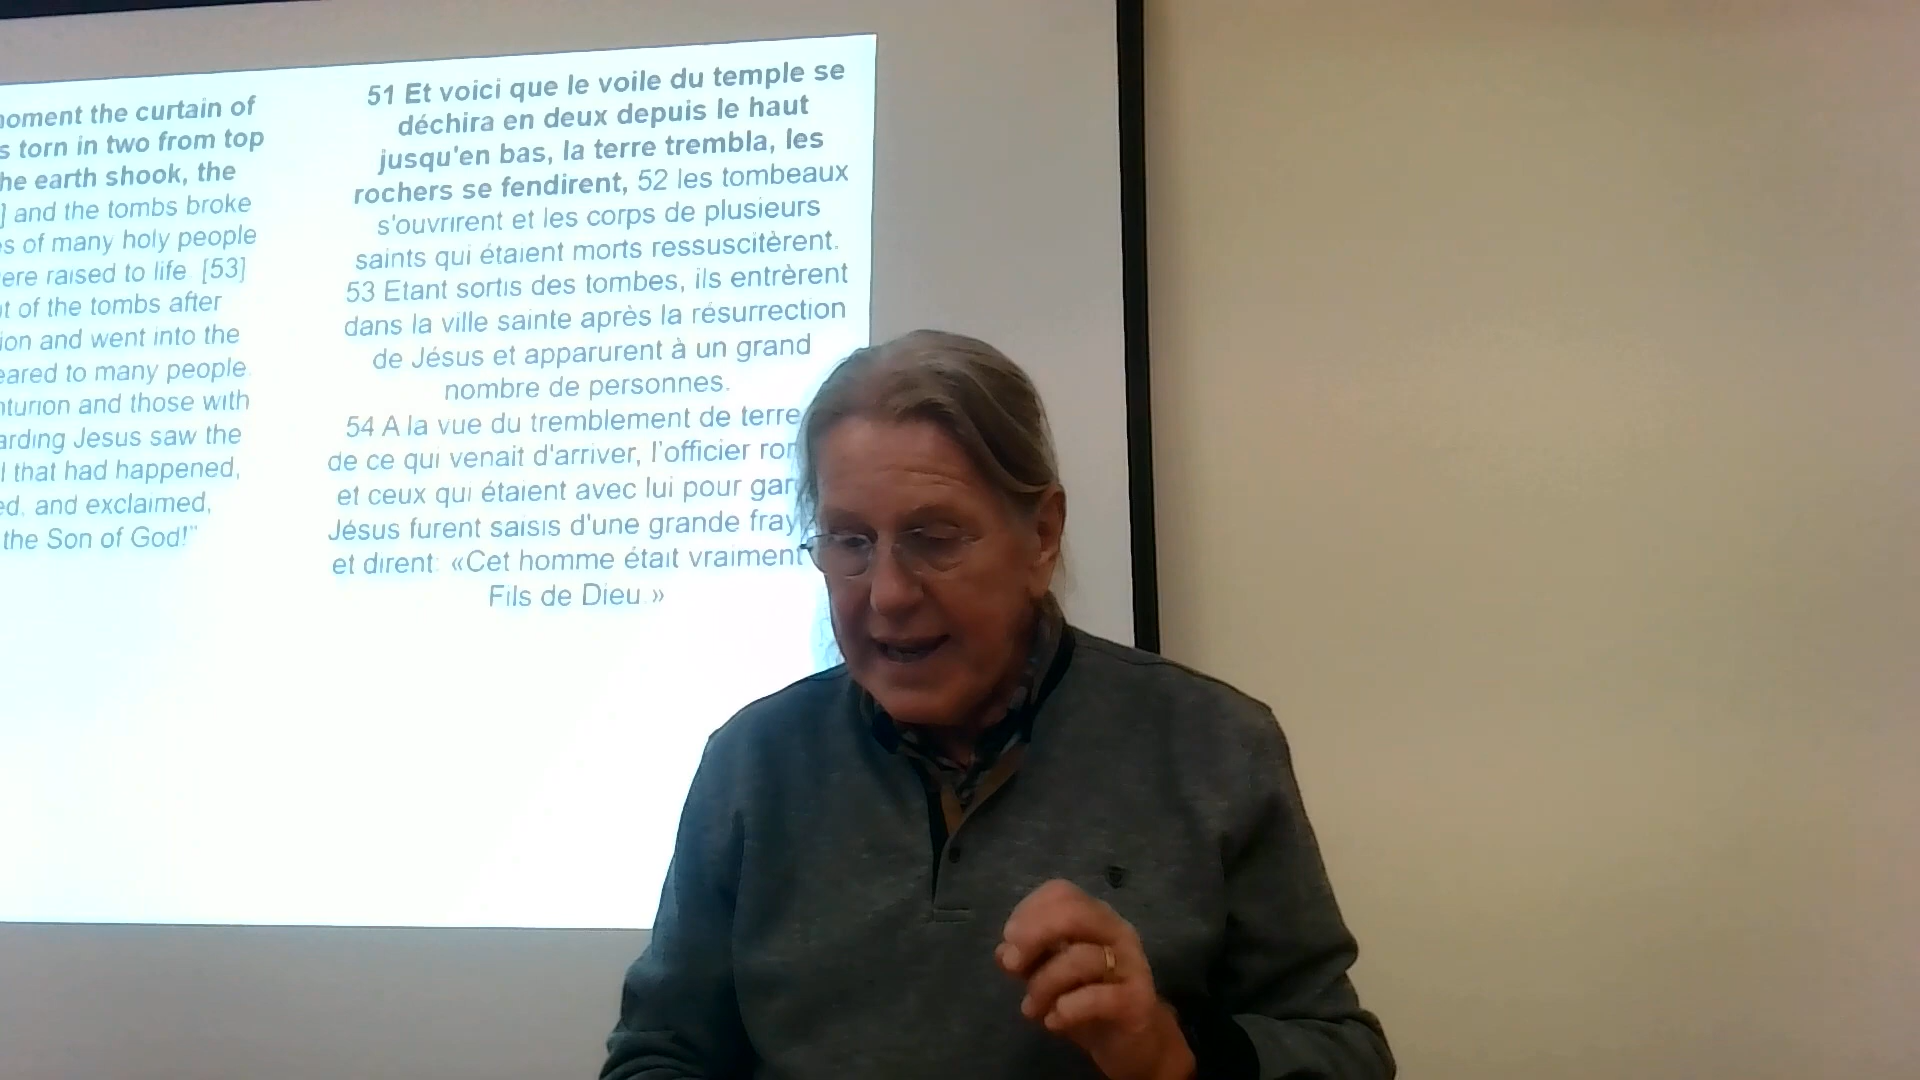 moment the curtain of
s torn in two from top
he earth shook, the
] and the tombs broke
s of many holy people
ere raised to life [53]
t of the tombs after
ion and went into the
eared to many people
nturion and those with
arding Jesus saw the
l that had happened,
ed, and exclaimed,
the Son of God!"
51 Et voici que le voile du temple se
déchira en deux depuis le haut
jusqu'en bas, la terre trembla, les
rochers se fendirent, 52 les tombeaux
s'ouvrirent et les corps de plusieurs
saints qui étaient morts ressuscitèrent.
53 Etant sortis des tombes, ils entrèrent
dans la ville sainte après la résurrection
de Jésus et apparurent à un grand
nombre de personnes.
54 A la vue du tremblement de terre
de ce qui venait d'arriver, l'officier rom
et ceux qui étaient avec lui pour gar
Jésus furent saisis d'une grande fray
et dirent: «Cet homme était vraiment
Fils de Dieu.»